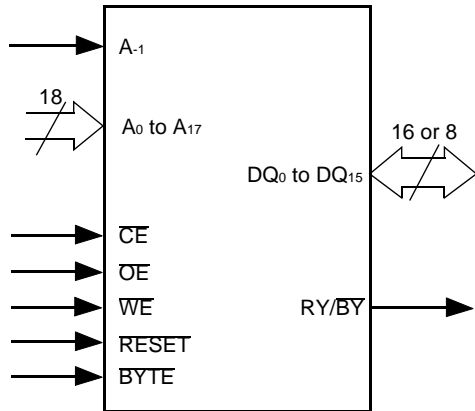 A-1
18
A0 to A17
16 or 8
DQ0 to DQ15
CE
OE
WE
RY/BY
RESET
BYTE